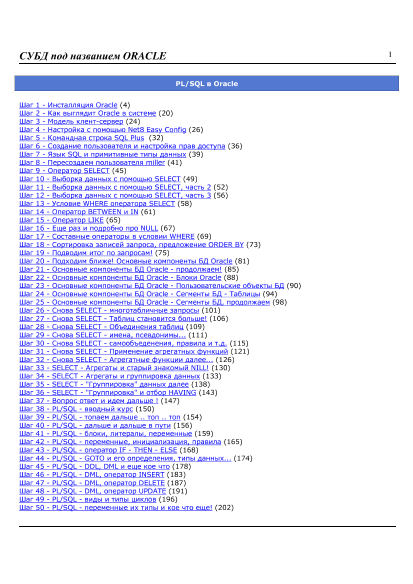 СУБД под названием ORACLE
1
PL/SQL в Oracle
Шаг 1 - Инсталляция Oracle (4)
Шаг 2 - Как выглядит Oracle в системе (20)
Шаг 3 - Модель клент-сервер (24)
Шаг 4 - Настройка с помощью Net8 Easy Config (26)
Шаг 5 - Командная строка SQL Plus (32)
Шаг 6 - Создание пользователя и настройка прав доступа (36)
Шаг 7 - Язык SQL и примитивные типы данных (39)
Шаг 8 - Пересоздаем пользователя miller (41)
Шаг 9 - Оператор SELECT (45)
Шаг 10 - Выборка данных с помощью SELECT (49)
Шаг 11 - Выборка данных с помощью SELECT, часть 2 (52)
Шаг 12 - Выборка данных с помощью SELECT, часть 3 (56)
Шаг 13 - Условие WHERE оператора SELECT (58)
Шаг 14 - Оператор BETWEEN и IN (61)
Шаг 15 - Оператор LIKE (65)
Шаг 16 - Еще раз и подробно про NULL (67)
Шаг 17 - Составные операторы в условии WHERE (69)
Шаг 18 - Сортировка записей запроса, предложение ORDER BY (73)
Шаг 19 - Подводим итог по запросам! (75)
Шаг 20 - Подходим ближе! Основные компоненты БД Oracle (81)
Шаг 21 - Основные компоненты БД Oracle - продолжаем! (85)
Шаг 22 - Основные компоненты БД Oracle - Блоки Oracle (88)
Шаг 23 - Основные компоненты БД Oracle - Пользовательские объекты БД (90)
Шаг 24 - Основные компоненты БД Oracle - Сегменты БД - Таблицы (94)
Шаг 25 - Основные компоненты БД Oracle - Сегменты БД, продолжаем (98)
Шаг 26 - Снова SELECT - многотабличные запросы (101)
Шаг 27 - Снова SELECT - Таблиц становится больше! (106)
Шаг 28 - Снова SELECT - Объединения таблиц (109)
Шаг 29 - Снова SELECT - имена, псевдонимы... (111)
Шаг 30 - Снова SELECT - самообъединения, правила и т.д. (115)
Шаг 31 - Снова SELECT - Применение агрегатных функций (121)
Шаг 32 - Снова SELECT - Агрегатные функции далее... (126)
Шаг 33 - SELECT - Агрегаты и старый знакомый NILL! (130)
Шаг 34 - SELECT - Агрегаты и группировка данных (133)
Шаг 35 - SELECT - "Группировка" данных далее (138)
Шаг 36 - SELECT - "Группировка" и отбор HAVING (143)
Шаг 37 - Вопрос ответ и идем дальше ! (147)
Шаг 38 - PL/SQL - вводный курс (150)
Шаг 39 - PL/SQL - топаем дальше .. топ .. топ (154)
Шаг 40 - PL/SQL - дальше и дальше в пути (156)
Шаг 41 - PL/SQL - блоки, литералы, переменные (159)
Шаг 42 - PL/SQL - переменные, инициализация, правила (165)
Шаг 43 - PL/SQL - оператор IF - THEN - ELSE (168)
Шаг 44 - PL/SQL - GOTO и его определения, типы данных... (174)
Шаг 45 - PL/SQL - DDL, DML и еще кое что (178)
Шаг 46 - PL/SQL - DML, оператор INSERT (183)
Шаг 47 - PL/SQL - DML, оператор DELETE (187)
Шаг 48 - PL/SQL - DML, оператор UPDATE (191)
Шаг 49 - PL/SQL - виды и типы циклов (196)
Шаг 50 - PL/SQL - переменные их типы и кое что еще! (202)